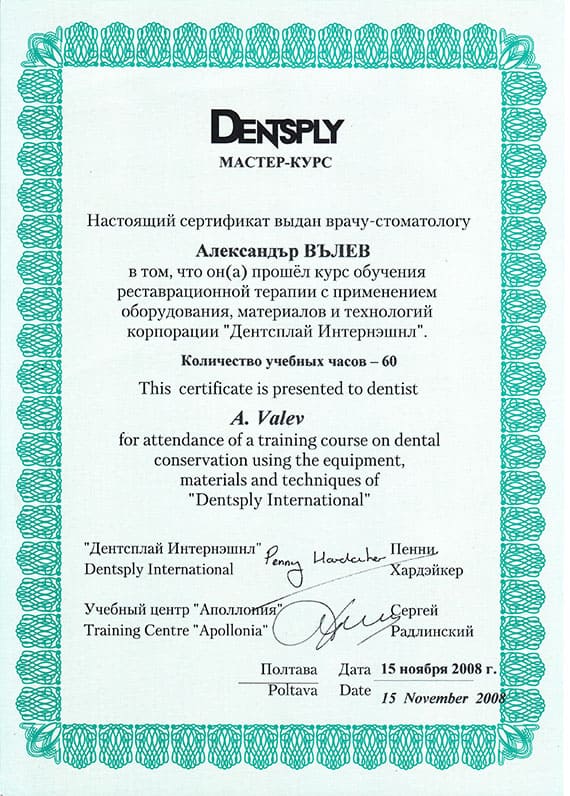 DENTSPLY
МАСТЕР-КУРС
Настоящий сертификат выдан врачу-стоматологу
Александър ВЪЛЕВ
в том, что он(а) прошёл курс обучения
реставрационной терапии с применением
оборудования, материалов и технологий
корпорации "Дентсплай Интернэшнл".
Количество учебных часов – 60
This certificate is presented to dentist
A. Valev
for attendance of a training course on dental
conservation using the equipment,
materials and techniques of
"Dentsply International"
"Дентсплай Интернэшнл" Пенни
Dentsply International Penny Hardaker Хардэйкер
Учебный центр "Аполлония" Сергей
Training Centre "Apollonia" Радлинский
Полтава Дата 15 ноября 2008 г.
Poltava Date 15 November 2008